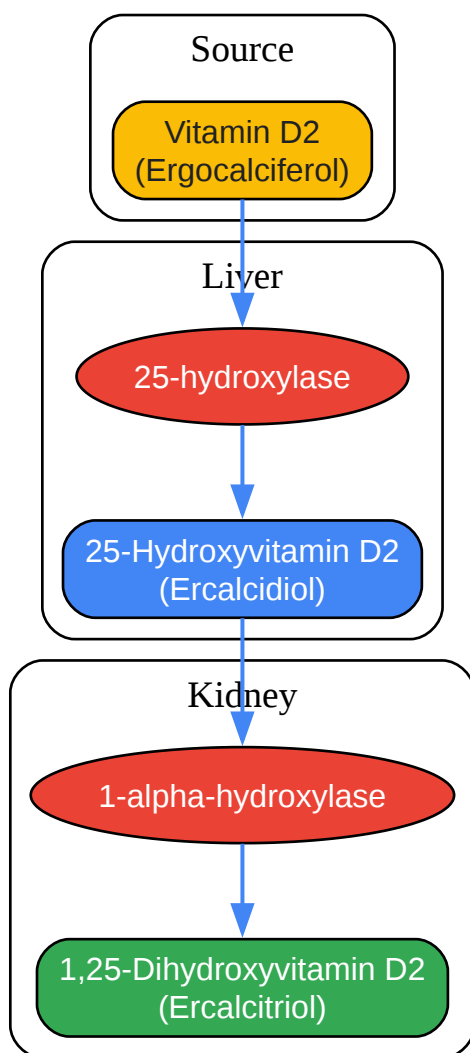 Source
Vitamin D2
(Ergocalciferol)
Liver
25-hydroxylase
25-Hydroxyvitamin D2
(Ercalcidiol)
Kidney
1-alpha-hydroxylase
1,25-Dihydroxyvitamin D2
(Ercalcitriol)